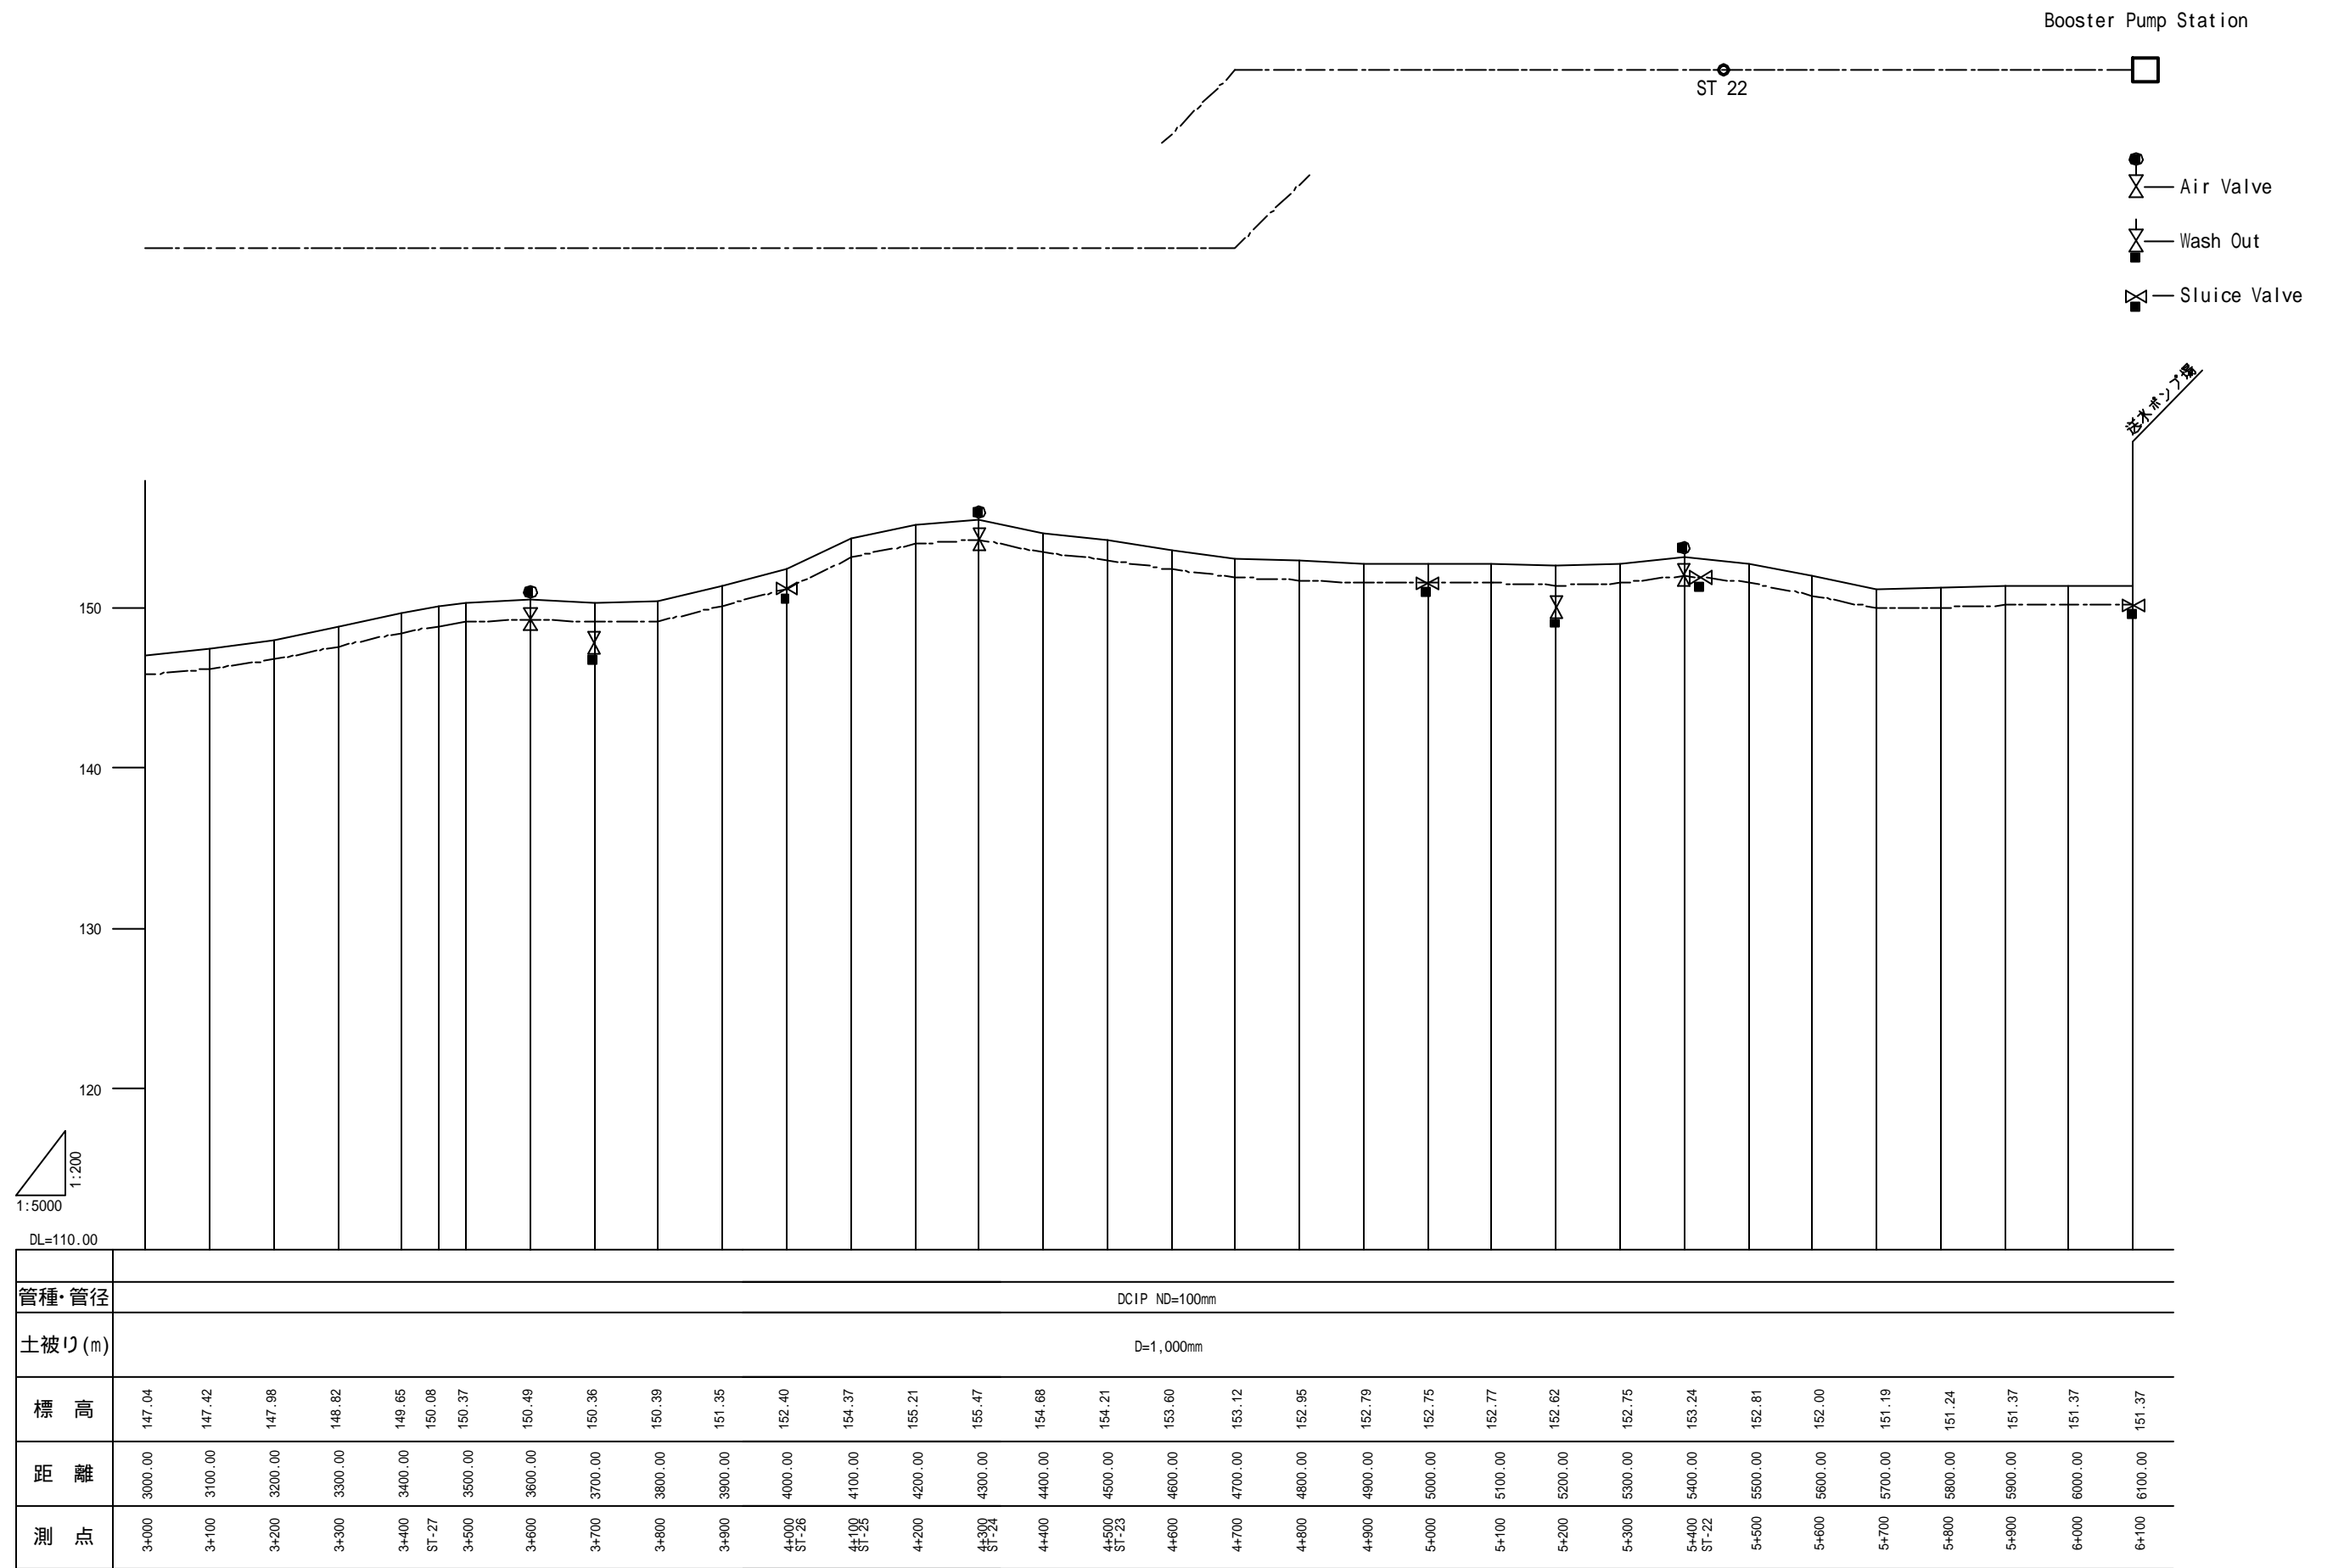 Booster Pump Station
ST 22
Air Valve
Wash Out
Sluice Valve
送水ポンプ場
150
140
130
120
1:200
1:5000
DL=110.00
管種・管径
DCIP ND=100mm
土被り(m)
D=1,000mm
標 高
147.04 147.42 147.98 148.82 149.65 150.08 150.37 150.49 150.36 150.39 151.35 152.40 154.37 155.21 155.47 154.68 154.21 153.60 153.12 152.95 152.79 152.75 152.77 152.62 152.75 153.24 152.81 152.00 151.19 151.24 151.37 151.37 151.37
距 離
3000.00 3100.00 3200.00 3300.00 3400.00 3500.00 3600.00 3700.00 3800.00 3900.00 4000.00 4100.00 4200.00 4300.00 4400.00 4500.00 4600.00 4700.00 4800.00 4900.00 5000.00 5100.00 5200.00 5300.00 5400.00 5500.00 5600.00 5700.00 5800.00 5900.00 6000.00 6100.00
測 点
3+000 3+100 3+200 3+300 3+400 ST-27 3+500 3+600 3+700 3+800 3+900 4+000 ST-26 4+100 ST-25 4+200 4+300 ST-24 4+400 4+500 ST-23 4+600 4+700 4+800 4+900 5+000 5+100 5+200 5+300 5+400 ST-22 5+500 5+600 5+700 5+800 5+900 6+000 6+100